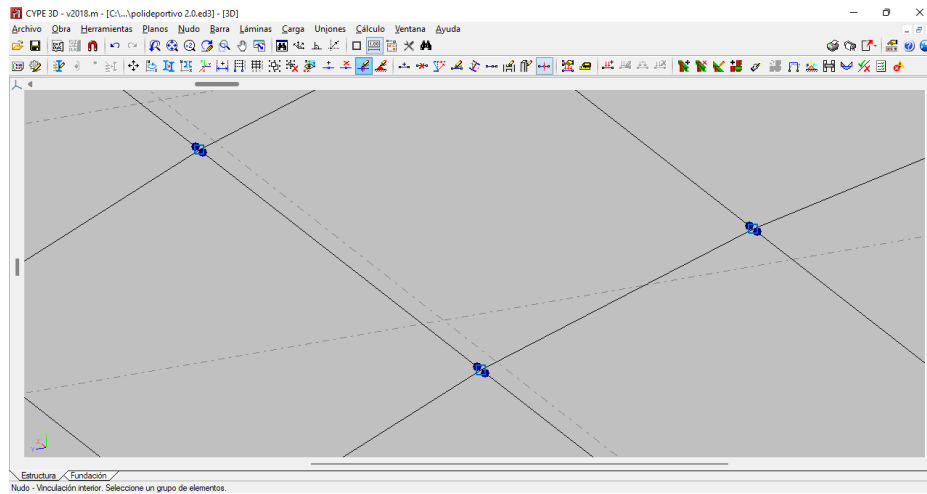 CYPE 3D - v2018.m - [C:\...\polideportivo 2.0.ed3] - [3D]
Archivo Obra Herramientas Planos Nudo Barra Láminas Carga Uniones Cálculo Ventana Ayuda
Estructura Fundación
Nudo - Vinculación interior. Seleccione un grupo de elementos.